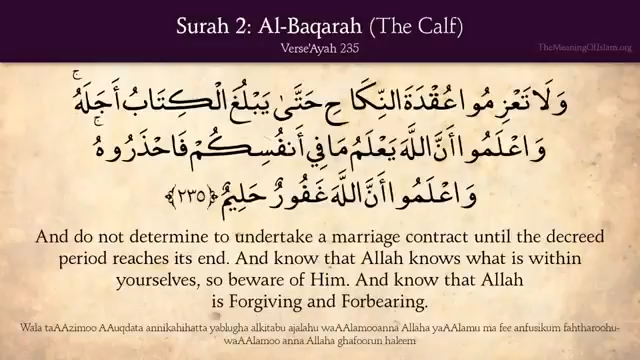 Surah 2: Al-Baqarah (The Calf)
Verse'Ayah 235
TheMeaningOfIslam.org
وَلَا تَعْزِمُوا عُقْدَةَ النِّكَاحِ حَتَّىٰ يَبْلُغَ الْكِتَابُ أَجَلَهُ ۚ
وَاعْلَمُوا أَنَّ اللَّهَ يَعْلَمُ مَا فِي أَنفُسِكُمْ فَاحْذَرُوهُ ۚ
وَاعْلَمُوا أَنَّ اللَّهَ غَفُورٌ حَلِيمٌ ﴿٢٣٥﴾
And do not determine to undertake a marriage contract until the decreed
period reaches its end. And know that Allah knows what is within
yourselves, so beware of Him. And know that Allah
is Forgiving and Forbearing.
Wala taAAzimoo AAuqdata annikahihatta yablugha alkitabu ajalahu waAAlamooanna Allaha yaAAlamu ma fee anfusikum fahtharoohu-
waAAlamoo anna Allaha ghafoorun haleem